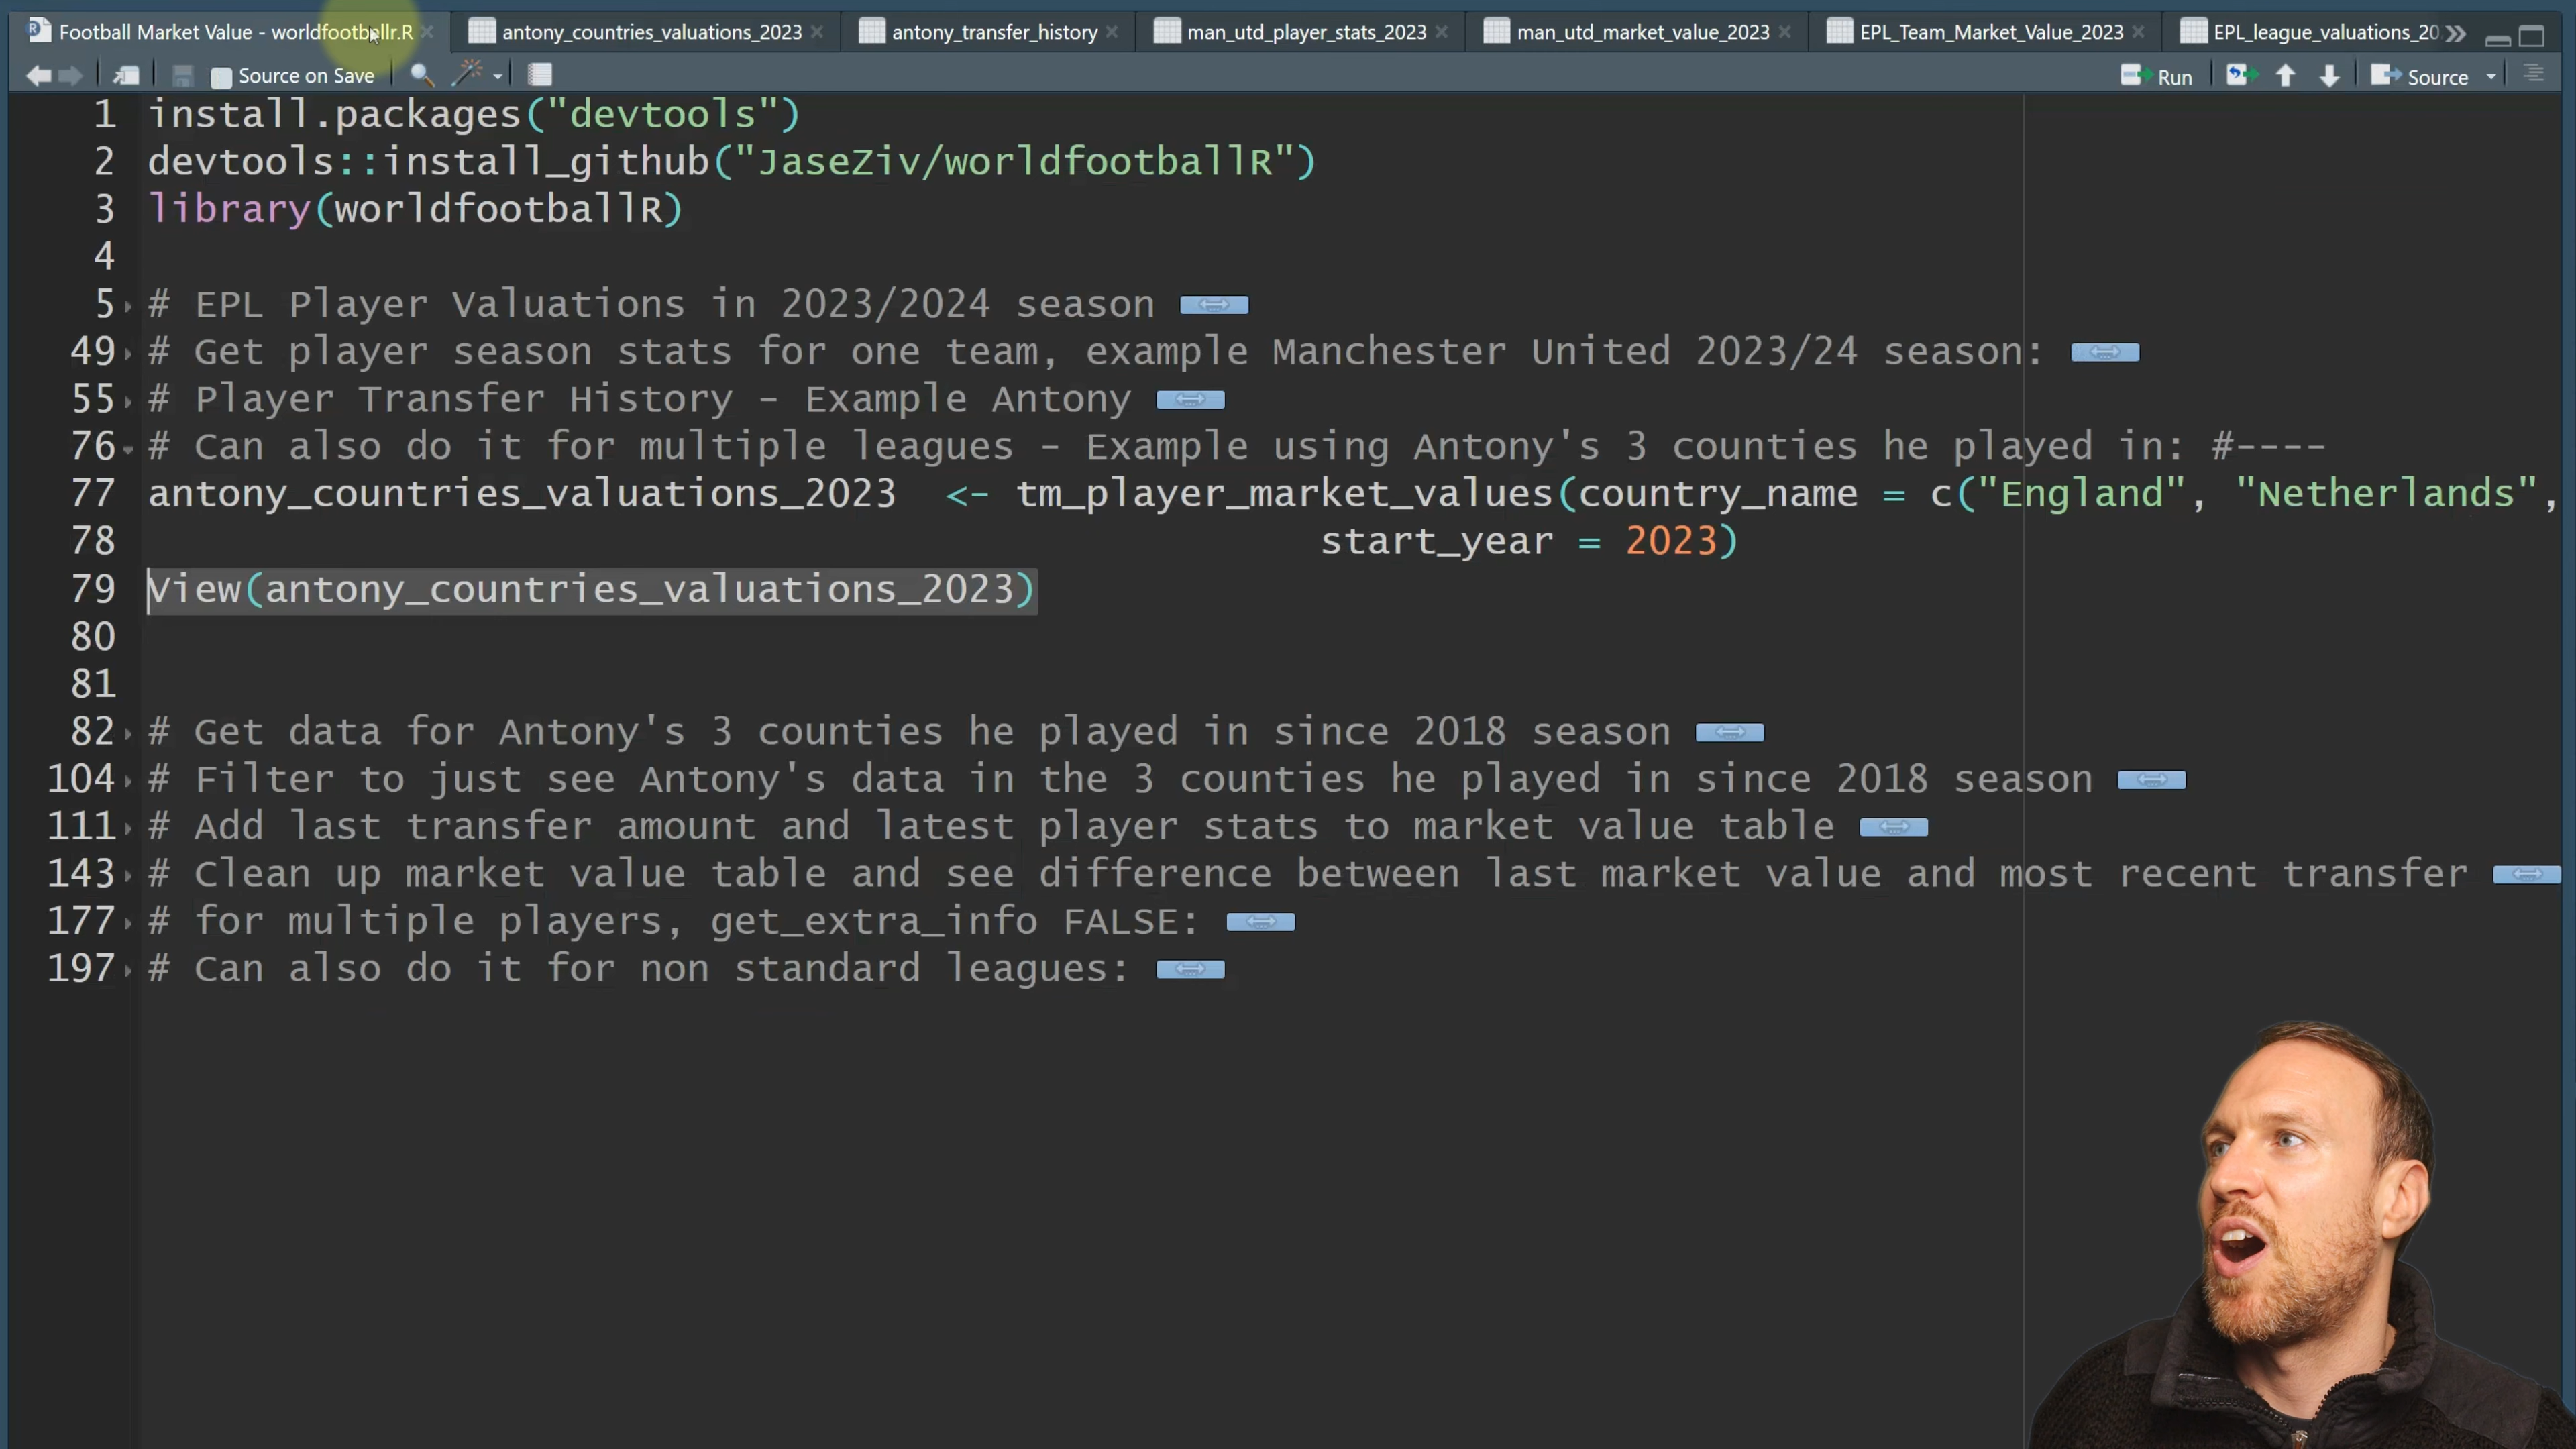 Football Market Value - worldfootballr.R
antony_countries_valuations_2023
antony_transfer_history
man_utd_player_stats_2023
man_utd_market_value_2023
EPL_Team_Market_Value_2023
EPL_league_valuations_20
Source on Save
Run
Source
1 install.packages("devtools")
2 devtools::install_github("JaseZiv/worldfootballR")
3 library(worldfootballR)
4
5 # EPL Player Valuations in 2023/2024 season
49 # Get player season stats for one team, example Manchester United 2023/24 season:
55 # Player Transfer History - Example Antony
76 # Can also do it for multiple leagues - Example using Antony's 3 counties he played in: #----
77 antony_countries_valuations_2023  <- tm_player_market_values(country_name = c("England", "Netherlands",
78 start_year = 2023)
79 View(antony_countries_valuations_2023)
80
81
82 # Get data for Antony's 3 counties he played in since 2018 season
104 # Filter to just see Antony's data in the 3 counties he played in since 2018 season
111 # Add last transfer amount and latest player stats to market value table
143 # Clean up market value table and see difference between last market value and most recent transfer
177 # for multiple players, get_extra_info FALSE:
197 # Can also do it for non standard leagues: